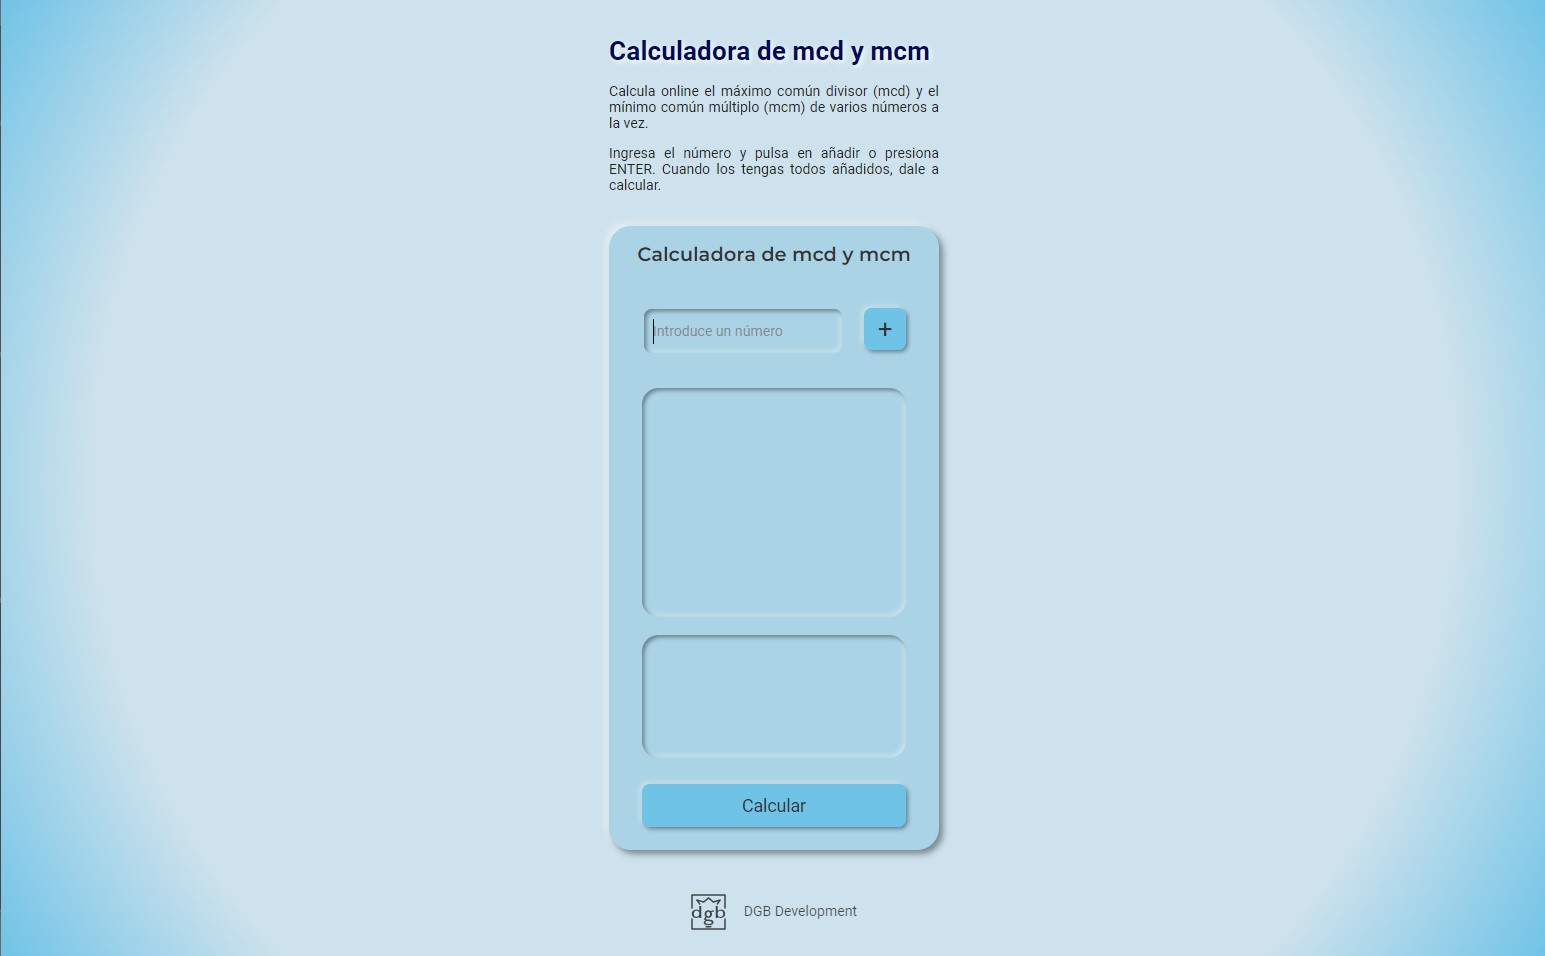 Calculadora de mcd y mcm
Calcula online el máximo común divisor (mcd) y el
mínimo común múltiplo (mcm) de varios números a
la vez.
Ingresa el número y pulsa en añadir o presiona
ENTER. Cuando los tengas todos añadidos, dale a
calcular.
Calculadora de mcd y mcm
Introduce un número
+
Calcular
dgb
DGB Development